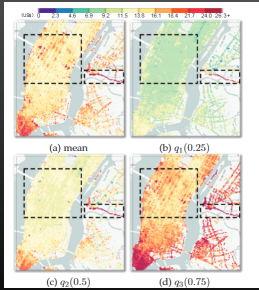 (US$) 0 2.3 4.6 6.9 9.2 11.5 13.8 16.1 18.4 21.7 24.0 26.3+
(a) mean
(b) q₁(0.25)
(c) q₂(0.5)
(d) q₃(0.75)